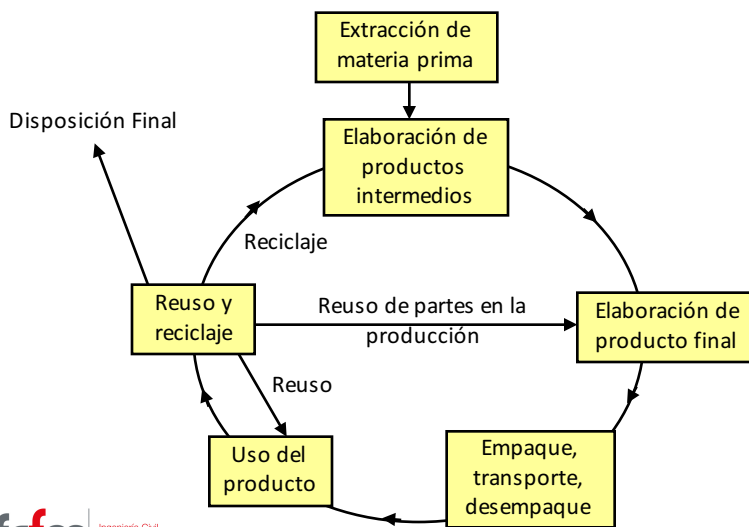 Extracción de
materia prima
Disposición Final
Elaboración de
productos
intermedios
Reciclaje
Reuso y
reciclaje
Reuso de partes en la
producción
Elaboración de
producto final
Reuso
Uso del
producto
Empaque,
transporte,
desempaque